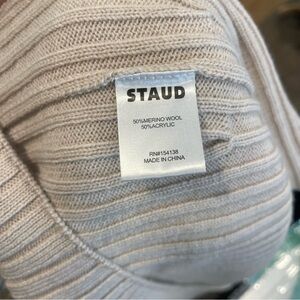 STAUD
50%MERINO WOOL
50%ACRYLIC
RN#154138
MADE IN CHINA